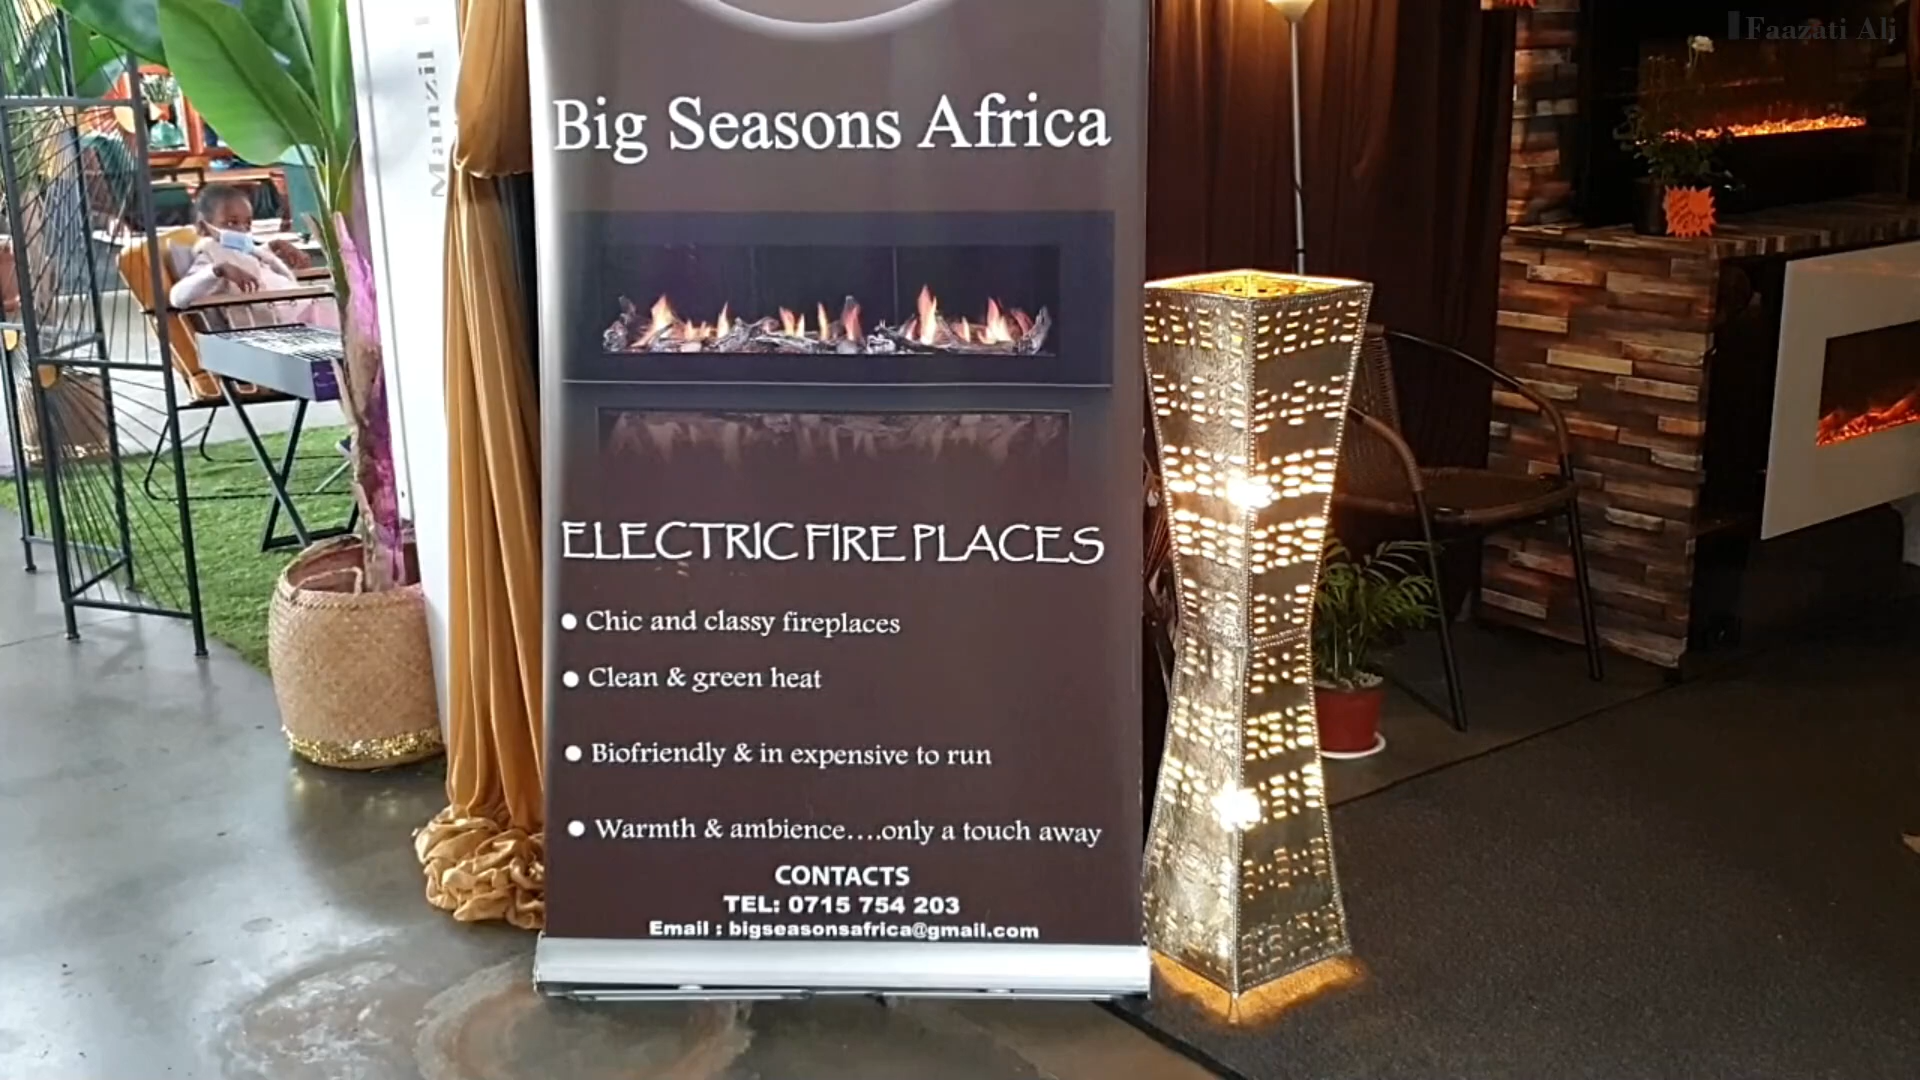 Faazati Ali
Manzil
Big Seasons Africa
ELECTRIC FIRE PLACES
Chic and classy fireplaces
Clean & green heat
Biofriendly & in expensive to run
Warmth & ambience....only a touch away
CONTACTS
TEL: 0715 754 203
Email : bigseasonsafrica@gmail.com